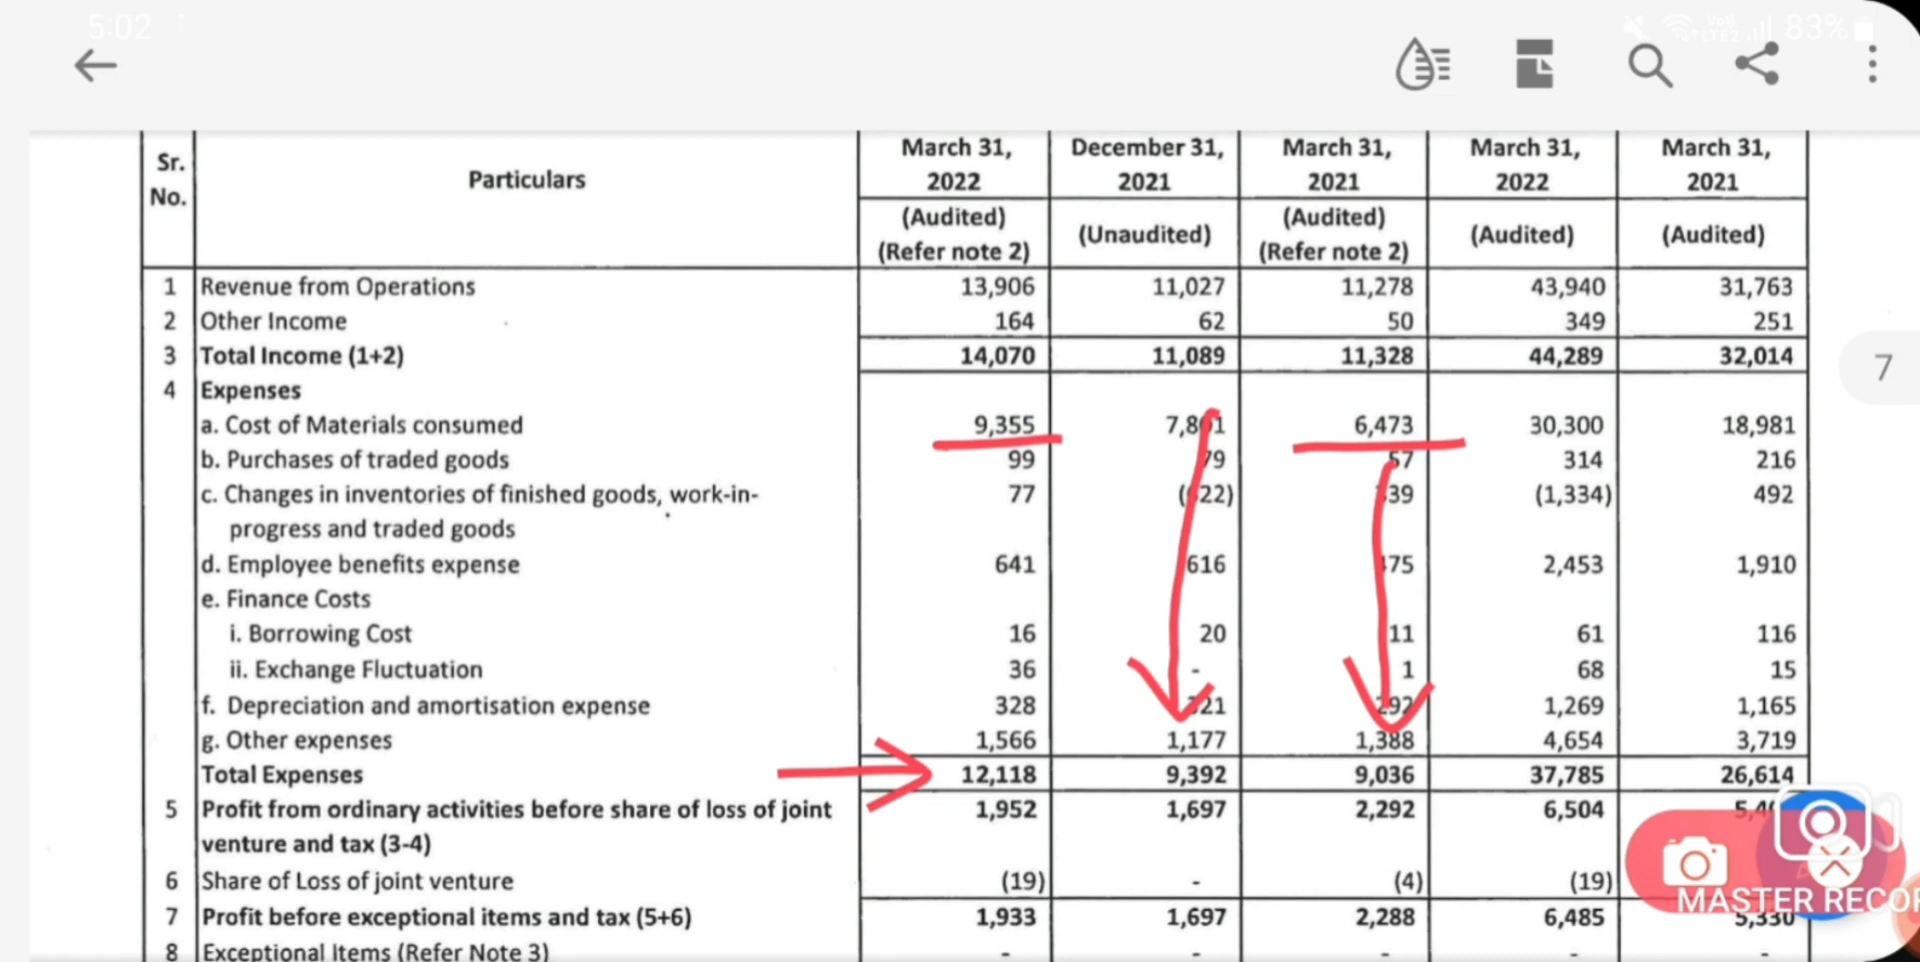 5:02
83%
March 31, December 31, March 31, March 31, March 31,
Sr. No. Particulars 2022 2021 2021 2022 2021
(Audited) (Refer note 2) (Unaudited) (Audited) (Refer note 2) (Audited) (Audited)
1 Revenue from Operations 13,906 11,027 11,278 43,940 31,763
2 Other Income 164 62 50 349 251
3 Total Income (1+2) 14,070 11,089 11,328 44,289 32,014
7
4 Expenses
a. Cost of Materials consumed 9,355 6,473 30,300 18,981
b. Purchases of traded goods 99 79 57 314 216
c. Changes in inventories of finished goods, work-in- 77 (1,334) 492
progress and traded goods
d. Employee benefits expense 641 616 2,453 1,910
e. Finance Costs
i. Borrowing Cost 16 20 11 61 116
ii. Exchange Fluctuation 36 - 1 68 15
f. Depreciation and amortisation expense 328 292 1,269 1,165
g. Other expenses 1,566 1,177 1,388 4,654 3,719
Total Expenses 12,118 9,392 9,036 37,785 26,614
5 Profit from ordinary activities before share of loss of joint 1,952 1,697 2,292 6,504
venture and tax (3-4)
6 Share of Loss of joint venture (19) - (4) (19)
MASTER RECOR
7 Profit before exceptional items and tax (5+6) 1,933 1,697 2,288 6,485 5,330
8 Exceptional Items (Refer Note 3) - - - - -